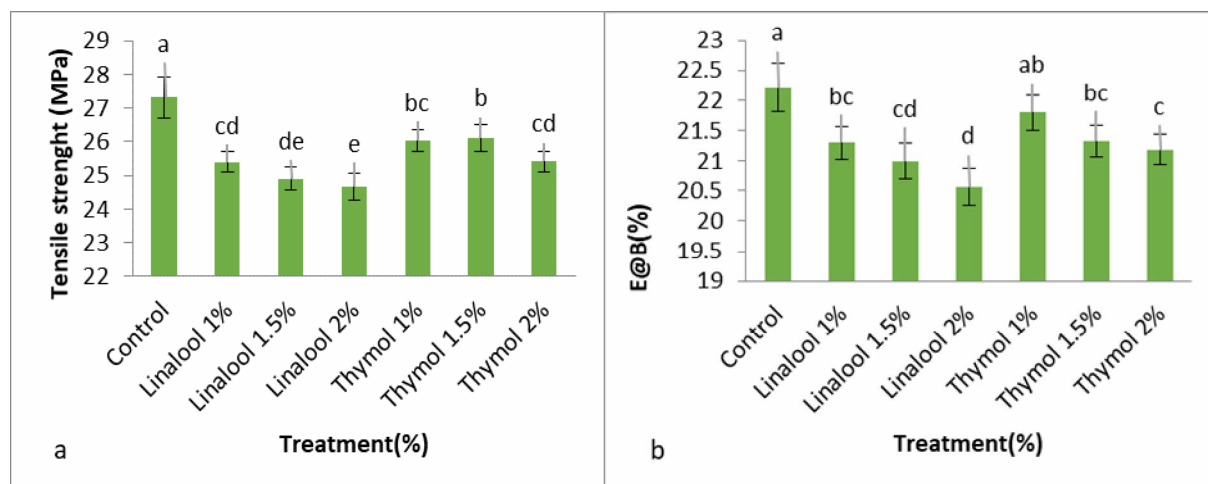 29
28
27
26
25
24
23
22
Tensile strenght (MPa)
a
cd
de
e
bc
b
cd
Control
Linalool 1%
Linalool 1.5%
Linalool 2%
Thymol 1%
Thymol 1.5%
Thymol 2%
Treatment(%)
a
23
22.5
22
21.5
21
20.5
20
19.5
19
E@B(%)
a
bc
cd
d
ab
bc
c
Control
Linalool 1%
Linalool 1.5%
Linalool 2%
Thymol 1%
Thymol 1.5%
Thymol 2%
Treatment(%)
b